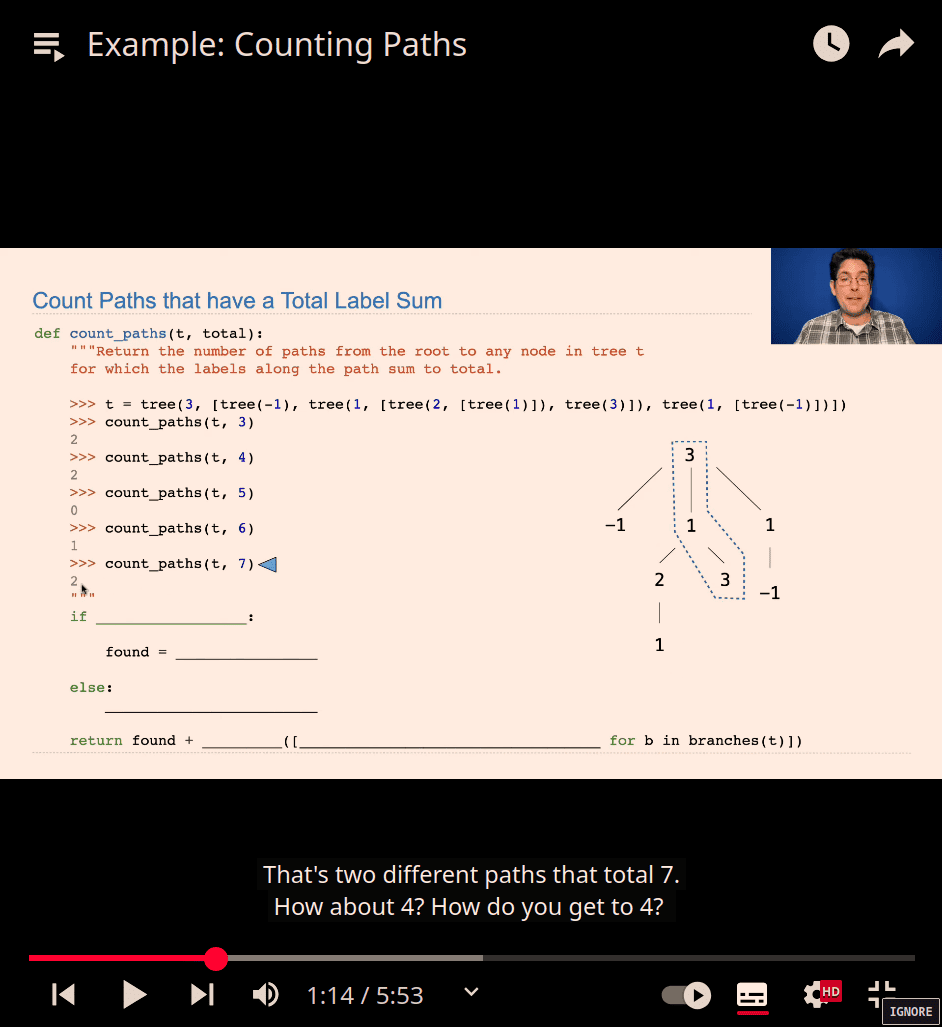 Example: Counting Paths
Count Paths that have a Total Label Sum
def count_paths(t, total):
"""Return the number of paths from the root to any node in tree t
for which the labels along the path sum to total.
>>> t = tree(3, [tree(-1), tree(1, [tree(2, [tree(1)]), tree(3)]), tree(1, [tree(-1)])])
>>> count_paths(t, 3)
2
>>> count_paths(t, 4)
2
>>> count_paths(t, 5)
0
>>> count_paths(t, 6)
1
>>> count_paths(t, 7)
2
"""
if _________________:
found = ________________
else:
________________________
return found + _________([__________________________________ for b in branches(t)])
3
-1 1 1
2 3 -1
1
That's two different paths that total 7.
How about 4? How do you get to 4?
1:14 / 5:53
HD
IGNORE